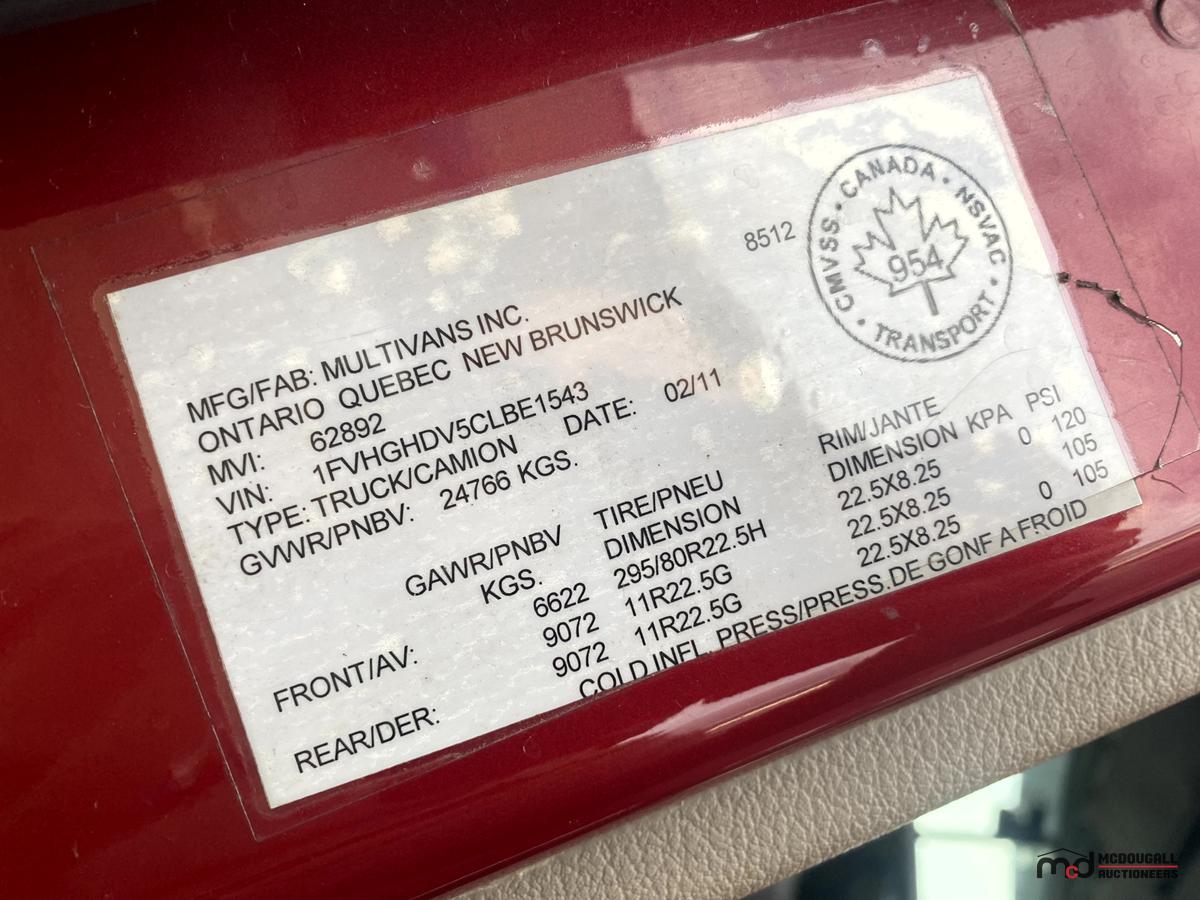 8512
CMVSS • CANADA • NSVAC • TRANSPORT •
954
MFG/FAB: MULTIVANS INC.
ONTARIO QUEBEC NEW BRUNSWICK
MVI: 62892
VIN: 1FVHGHDV5CLBE1543
TYPE: TRUCK/CAMION DATE: 02/11
GVWR/PNBV: 24766 KGS.
GAWR/PNBV TIRE/PNEU RIM/JANTE
KGS. DIMENSION DIMENSION KPA PSI
FRONT/AV: 6622 295/80R22.5H 22.5X8.25 0 120
9072 11R22.5G 22.5X8.25 105
REAR/DER: 9072 11R22.5G 22.5X8.25 0 105
COLD INFL. PRESS/PRESS.DE GONF A FROID
mcd MCDOUGALL
AUCTIONEERS